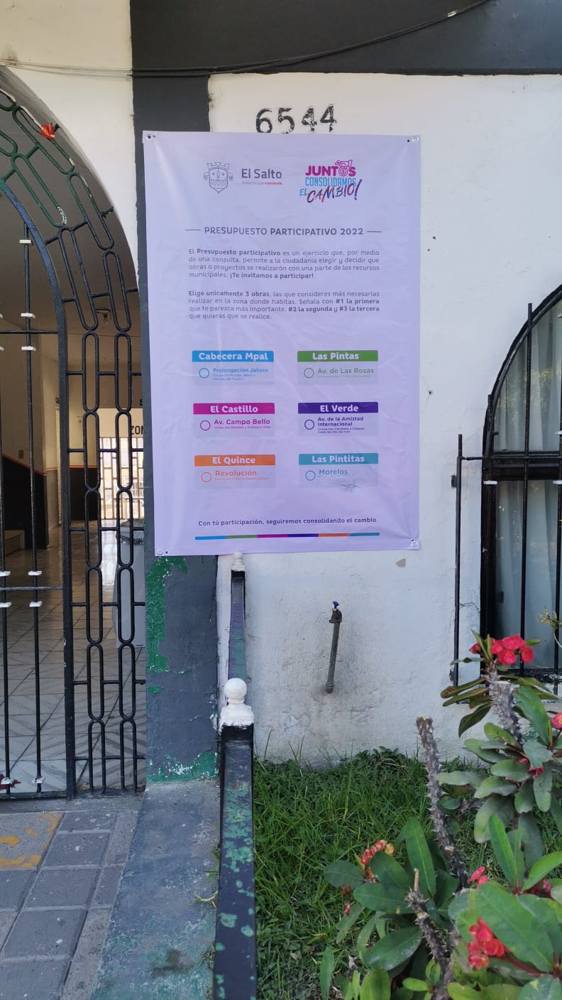 6544
El Salto
Gobierno que trasciende
JUNTOS
CONSOLIDAMOS
EL CAMBIO!
PRESUPUESTO PARTICIPATIVO 2022
El Presupuesto participativo es un ejercicio que, por medio
de una consulta, permite a la ciudadanía elegir y decidir que
obras o proyectos se realizarón con una parte de los recursos
municipales. ¡Te invitamos a participar!
Elige unicamente 3 obras, las que consideres más necesarias
realizar en la zona donde habitas. Señala con #1 la primera
que te parezca más importante, #2 la segunda y #3 la tercera
que quieras que se realice.
Cabecera Mpal
Prolongación Jalisco
Las Pintas
Av. de Las Rosas
El Castillo
Av. Campo Bello
El Verde
Av. de la Amistad
Internacional
El Quince
Revolución
Las Pintitas
Morelos
Con tú participación, seguiremos consolidando el cambio